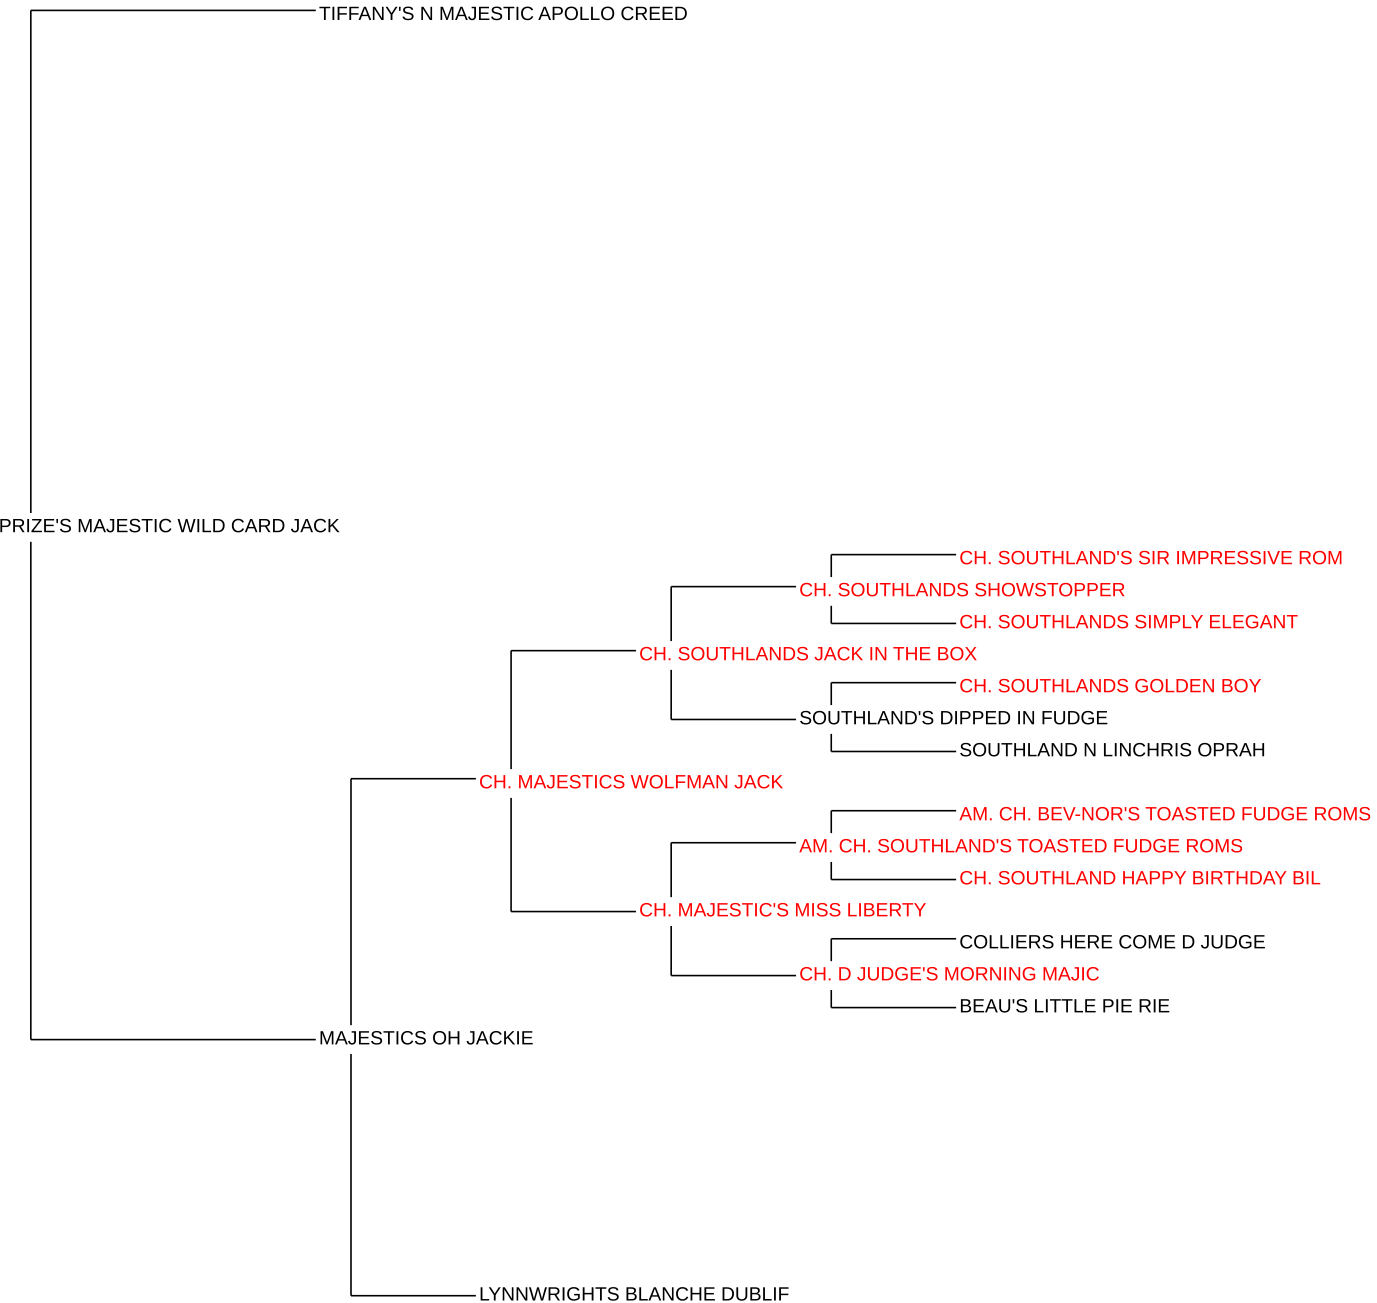 TIFFANY'S N MAJESTIC APOLLO CREED
PRIZE'S MAJESTIC WILD CARD JACK
CH. SOUTHLAND'S SIR IMPRESSIVE ROM
CH. SOUTHLANDS SHOWSTOPPER
CH. SOUTHLANDS SIMPLY ELEGANT
CH. SOUTHLANDS JACK IN THE BOX
CH. SOUTHLANDS GOLDEN BOY
SOUTHLAND'S DIPPED IN FUDGE
SOUTHLAND N LINCHRIS OPRAH
CH. MAJESTICS WOLFMAN JACK
AM. CH. BEV-NOR'S TOASTED FUDGE ROMS
AM. CH. SOUTHLAND'S TOASTED FUDGE ROMS
CH. SOUTHLAND HAPPY BIRTHDAY BIL
CH. MAJESTIC'S MISS LIBERTY
COLLIERS HERE COME D JUDGE
CH. D JUDGE'S MORNING MAJIC
BEAU'S LITTLE PIE RIE
MAJESTICS OH JACKIE
LYNNWRIGHTS BLANCHE DUBLIF